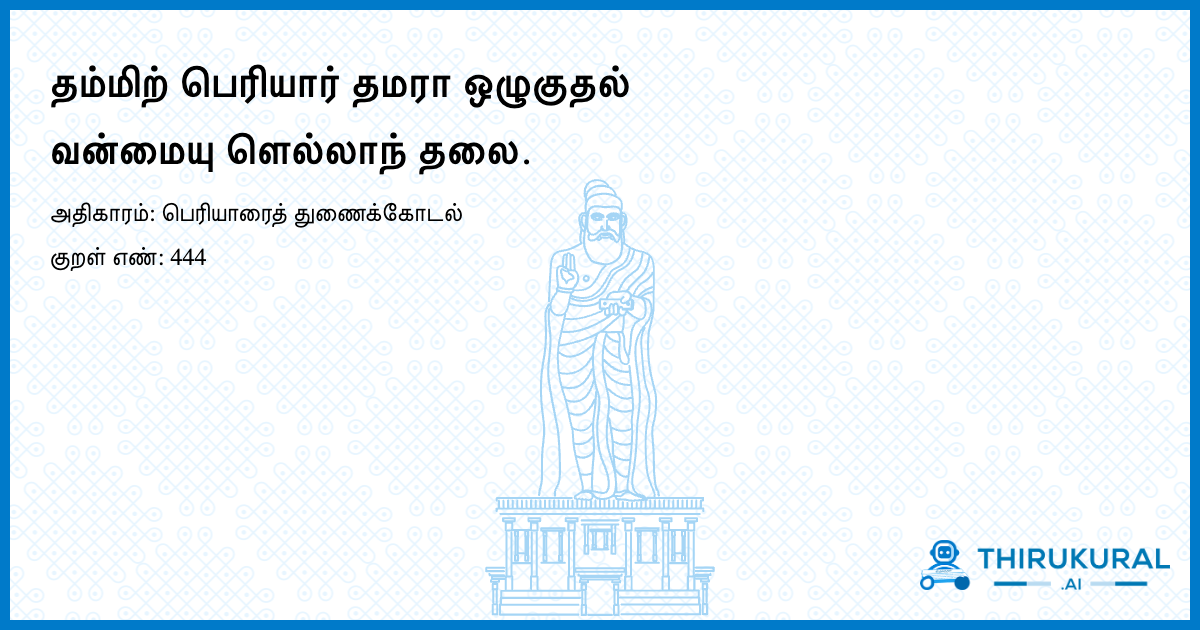 தம்மிற் பெரியார் தமரா ஒழுகுதல்
வன்மையு ளெல்லாந் தலை.
அதிகாரம்: பெரியாரைத் துணைக்கோடல்
குறள் எண்: 444
THIRUKURAL
.AI